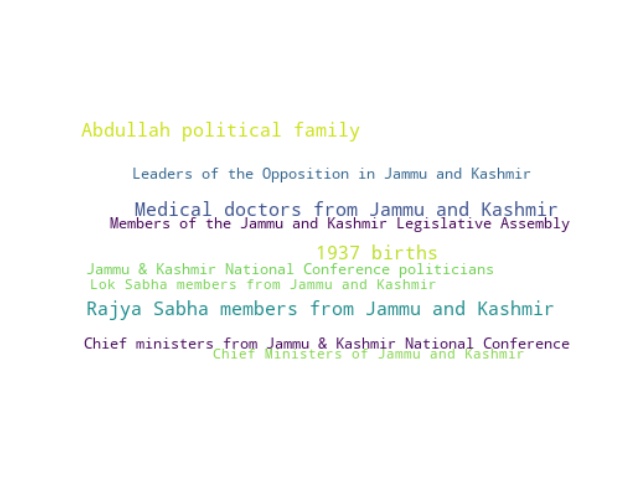 Abdullah political family
Leaders of the Opposition in Jammu and Kashmir
Medical doctors from Jammu and Kashmir
Members of the Jammu and Kashmir Legislative Assembly
1937 births
Jammu & Kashmir National Conference politicians
Lok Sabha members from Jammu and Kashmir
Rajya Sabha members from Jammu and Kashmir
Chief ministers from Jammu & Kashmir National Conference
Chief Ministers of Jammu and Kashmir